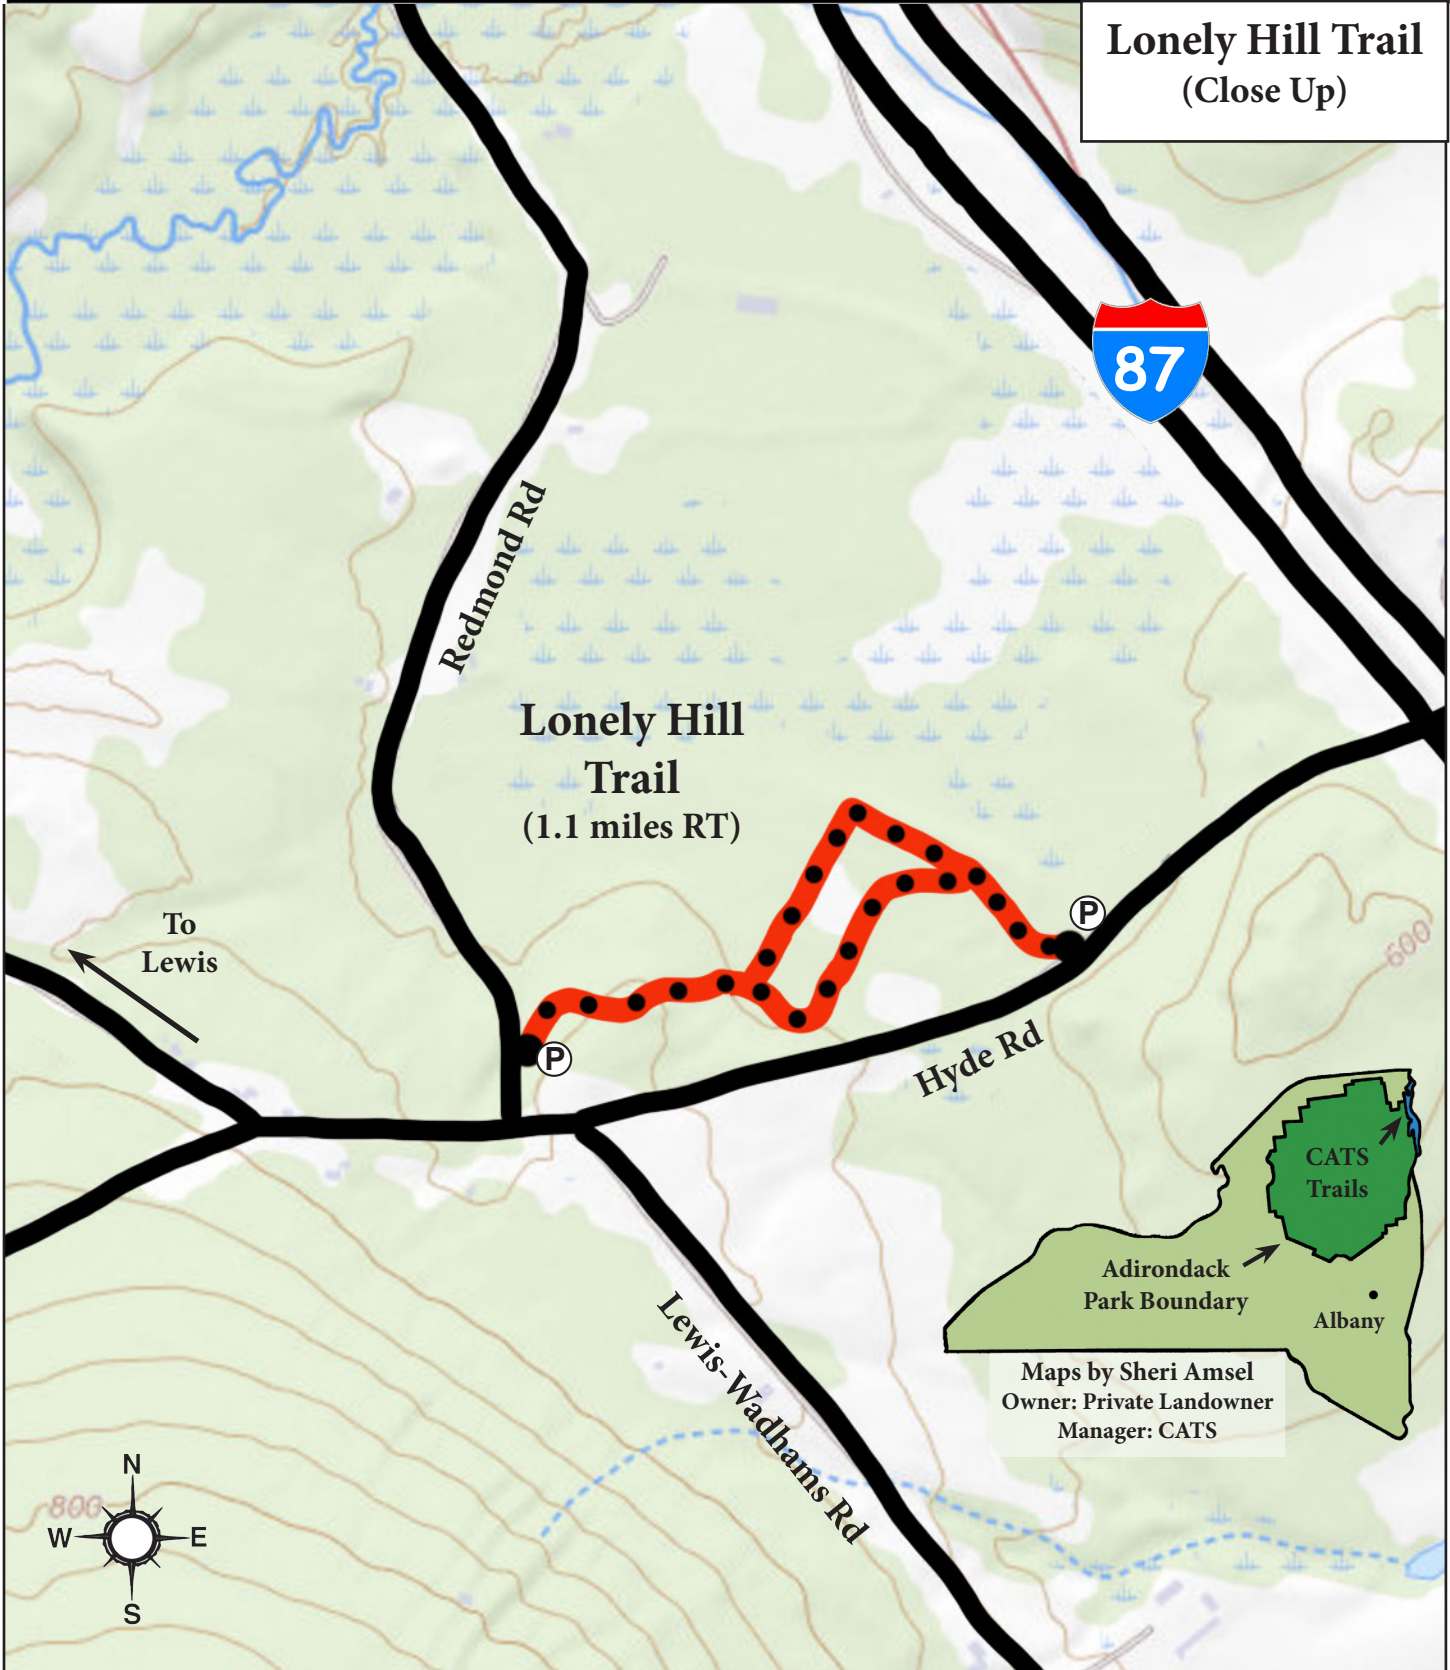 Lonely Hill Trail
(Close Up)
87
Redmond Rd
Lonely Hill
Trail
(1.1 miles RT)
To
Lewis
P
P
600
Hyde Rd
CATS
Trails
Adirondack
Park Boundary
Albany
Lewis-Wadhams Rd
Maps by Sheri Amsel
Owner: Private Landowner
Manager: CATS
800
N
W
E
S